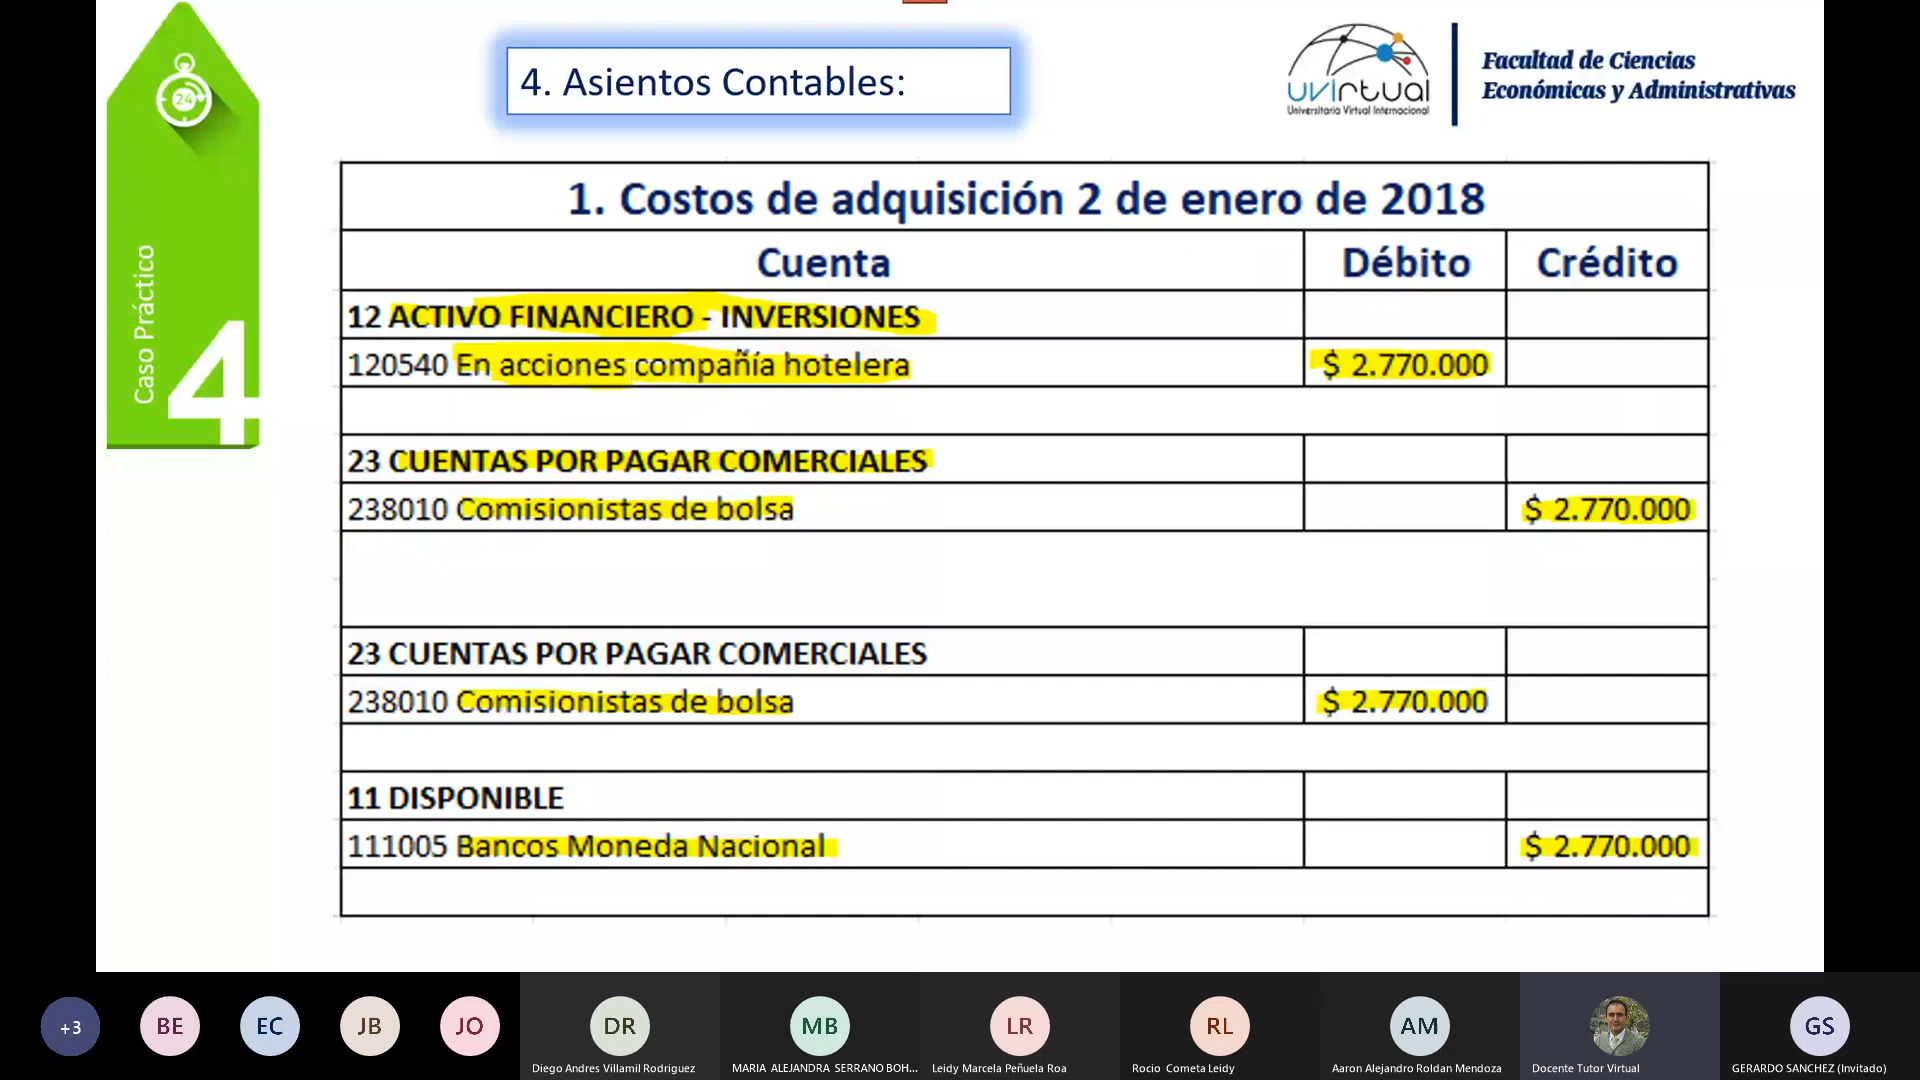 4. Asientos Contables:
uvirtual
Universitaria Virtual Internacional
Facultad de Ciencias
Económicas y Administrativas
24
Caso Práctico
4
1. Costos de adquisición 2 de enero de 2018
Cuenta Débito Crédito
12 ACTIVO FINANCIERO - INVERSIONES
120540 En acciones compañía hotelera $ 2.770.000
23 CUENTAS POR PAGAR COMERCIALES
238010 Comisionistas de bolsa $ 2.770.000
23 CUENTAS POR PAGAR COMERCIALES
238010 Comisionistas de bolsa $ 2.770.000
11 DISPONIBLE
111005 Bancos Moneda Nacional $ 2.770.000
+3 BE EC JB JO DR MB LR RL AM GS
Diego Andres Villamil Rodriguez MARIA ALEJANDRA SERRANO BOH... Leidy Marcela Peñuela Roa Rocio Cometa Leidy Aaron Alejandro Roldan Mendoza Docente Tutor Virtual GERARDO SANCHEZ (Invitado)